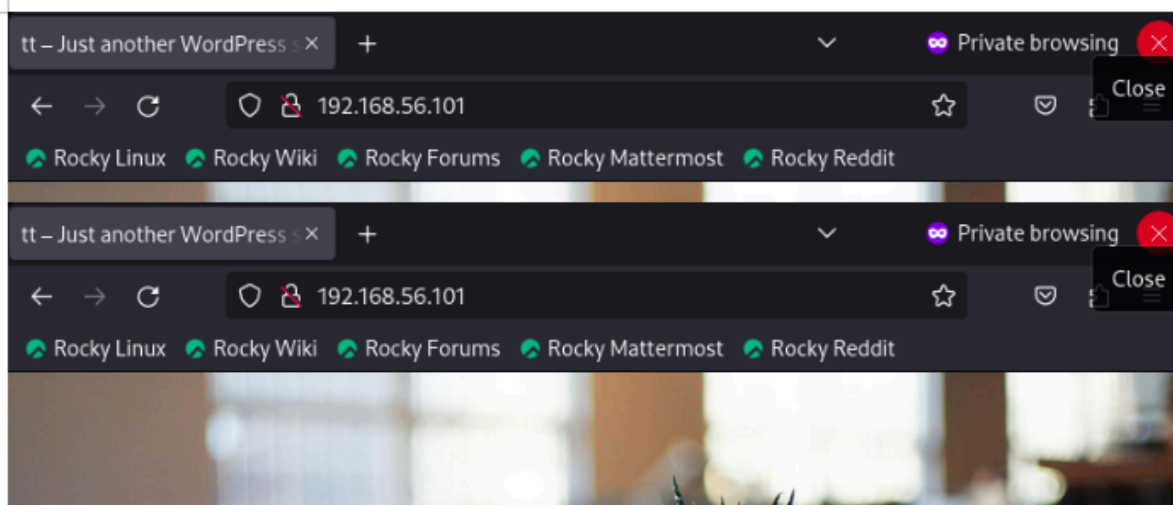 tt – Just another WordPress s
Private browsing
192.168.56.101
Close
Rocky Linux Rocky Wiki Rocky Forums Rocky Mattermost Rocky Reddit
tt – Just another WordPress s
Private browsing
192.168.56.101
Close
Rocky Linux Rocky Wiki Rocky Forums Rocky Mattermost Rocky Reddit